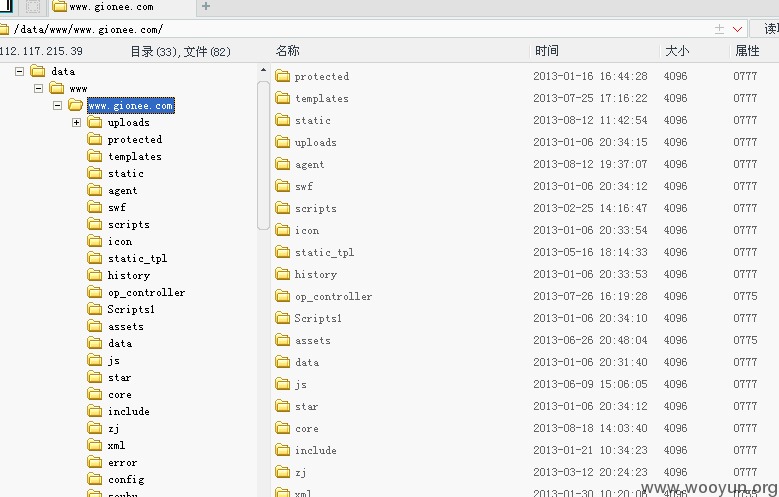 www.gionee.com
/data/www/www.gionee.com/
读
112.117.215.39 目录(33),文件(82) 名称 时间 大小 属性
data
www
www.gionee.com
uploads
protected
templates
static
agent
swf
scripts
icon
static_tpl
history
op_controller
Scripts1
assets
data
js
star
core
include
zj
xml
error
config
protected 2013-01-16 16:44:28 4096 0777
templates 2013-07-25 17:16:22 4096 0777
static 2013-08-12 11:42:54 4096 0777
uploads 2013-01-06 20:34:15 4096 0777
agent 2013-08-12 19:37:07 4096 0777
swf 2013-01-06 20:34:12 4096 0777
scripts 2013-02-25 14:16:47 4096 0777
icon 2013-01-06 20:33:54 4096 0777
static_tpl 2013-05-16 18:14:33 4096 0777
history 2013-01-06 20:33:53 4096 0777
op_controller 2013-07-26 16:19:28 4096 0775
Scripts1 2013-01-06 20:34:10 4096 0777
assets 2013-06-26 20:48:04 4096 0775
data 2013-01-06 20:31:40 4096 0777
js 2013-06-09 15:06:05 4096 0777
star 2013-01-06 20:34:12 4096 0777
core 2013-08-18 14:03:40 4096 0777
include 2013-01-21 10:34:23 4096 0777
zj 2013-03-12 20:24:23 4096 0777
xml 2013-01-30 10:20:06 4096
www.wooyun.org